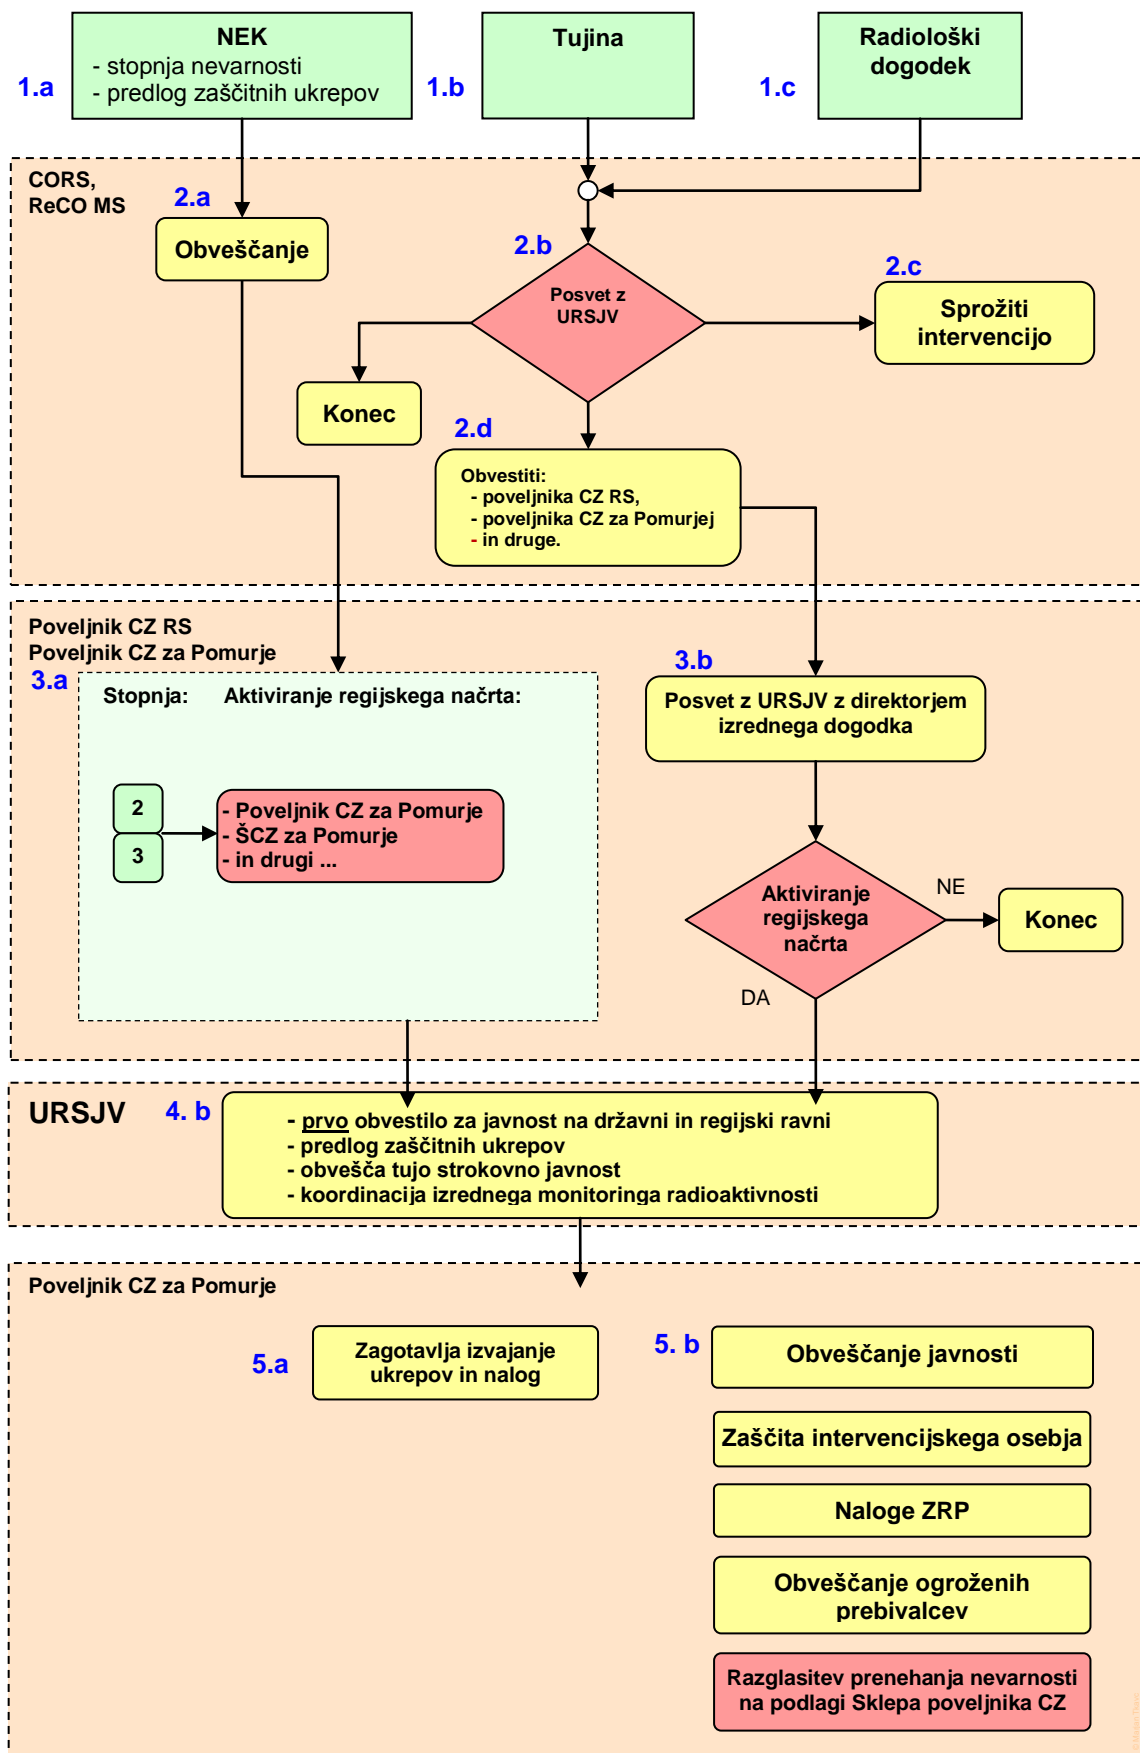 NEK
- stopnja nevarnosti
- predlog zaščitnih ukrepov
1.a
Tujina
1.b
Radiološki
dogodek
1.c
CORS,
ReCO MS
2.a
Obveščanje
2.b
Posvet z
URSJV
2.c
Sprožiti
intervencijo
Konec
2.d
Obvestiti:
- poveljnika CZ RS,
- poveljnika CZ za Pomurjej
- in druge.
Poveljnik CZ RS
Poveljnik CZ za Pomurje
3.a
Stopnja: Aktiviranje regijskega načrta:
2
3
- Poveljnik CZ za Pomurje
- ŠCZ za Pomurje
- in drugi ...
3.b
Posvet z URSJV z direktorjem
izrednega dogodka
Aktiviranje
regijskega
načrta
NE
Konec
DA
URSJV
4. b
- prvo obvestilo za javnost na državni in regijski ravni
- predlog zaščitnih ukrepov
- obvešča tujo strokovno javnost
- koordinacija izrednega monitoringa radioaktivnosti
Poveljnik CZ za Pomurje
5.a
Zagotavlja izvajanje
ukrepov in nalog
5. b
Obveščanje javnosti
Zaščita intervencijskega osebja
Naloge ZRP
Obveščanje ogroženih
prebivalcev
Razglasitev prenehanja nevarnosti
na podlagi Sklepa poveljnika CZ